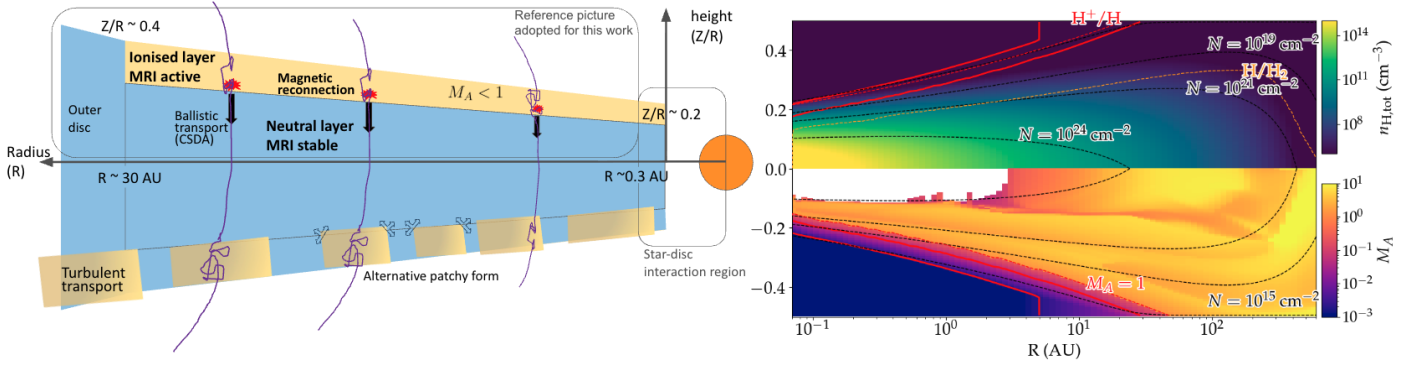 Z/R ~ 0.4
Reference picture
adopted for this work
height
(Z/R)
Ionised layer
MRI active
Magnetic
reconnection
M_A < 1
Outer
disc
Ballistic
transport
(CSDA)
Neutral layer
MRI stable
Z/R ~ 0.2
Radius
(R)
R ~ 30 AU
R ~0.3 AU
Turbulent
transport
Alternative patchy form
Star-disc
interaction region
H⁺/H
N = 10¹⁹ cm⁻²
H/H₂
N = 10²¹ cm⁻²
N = 10²⁴ cm⁻²
M_A = 1
N = 10¹⁵ cm⁻²
0.4
0.2
0.0
−0.2
−0.4
10⁻¹
10⁰
10¹
10²
R (AU)
10¹⁴
10¹¹
10⁸
n_H,tot (cm⁻³)
10¹
10⁰
10⁻¹
10⁻²
10⁻³
M_A